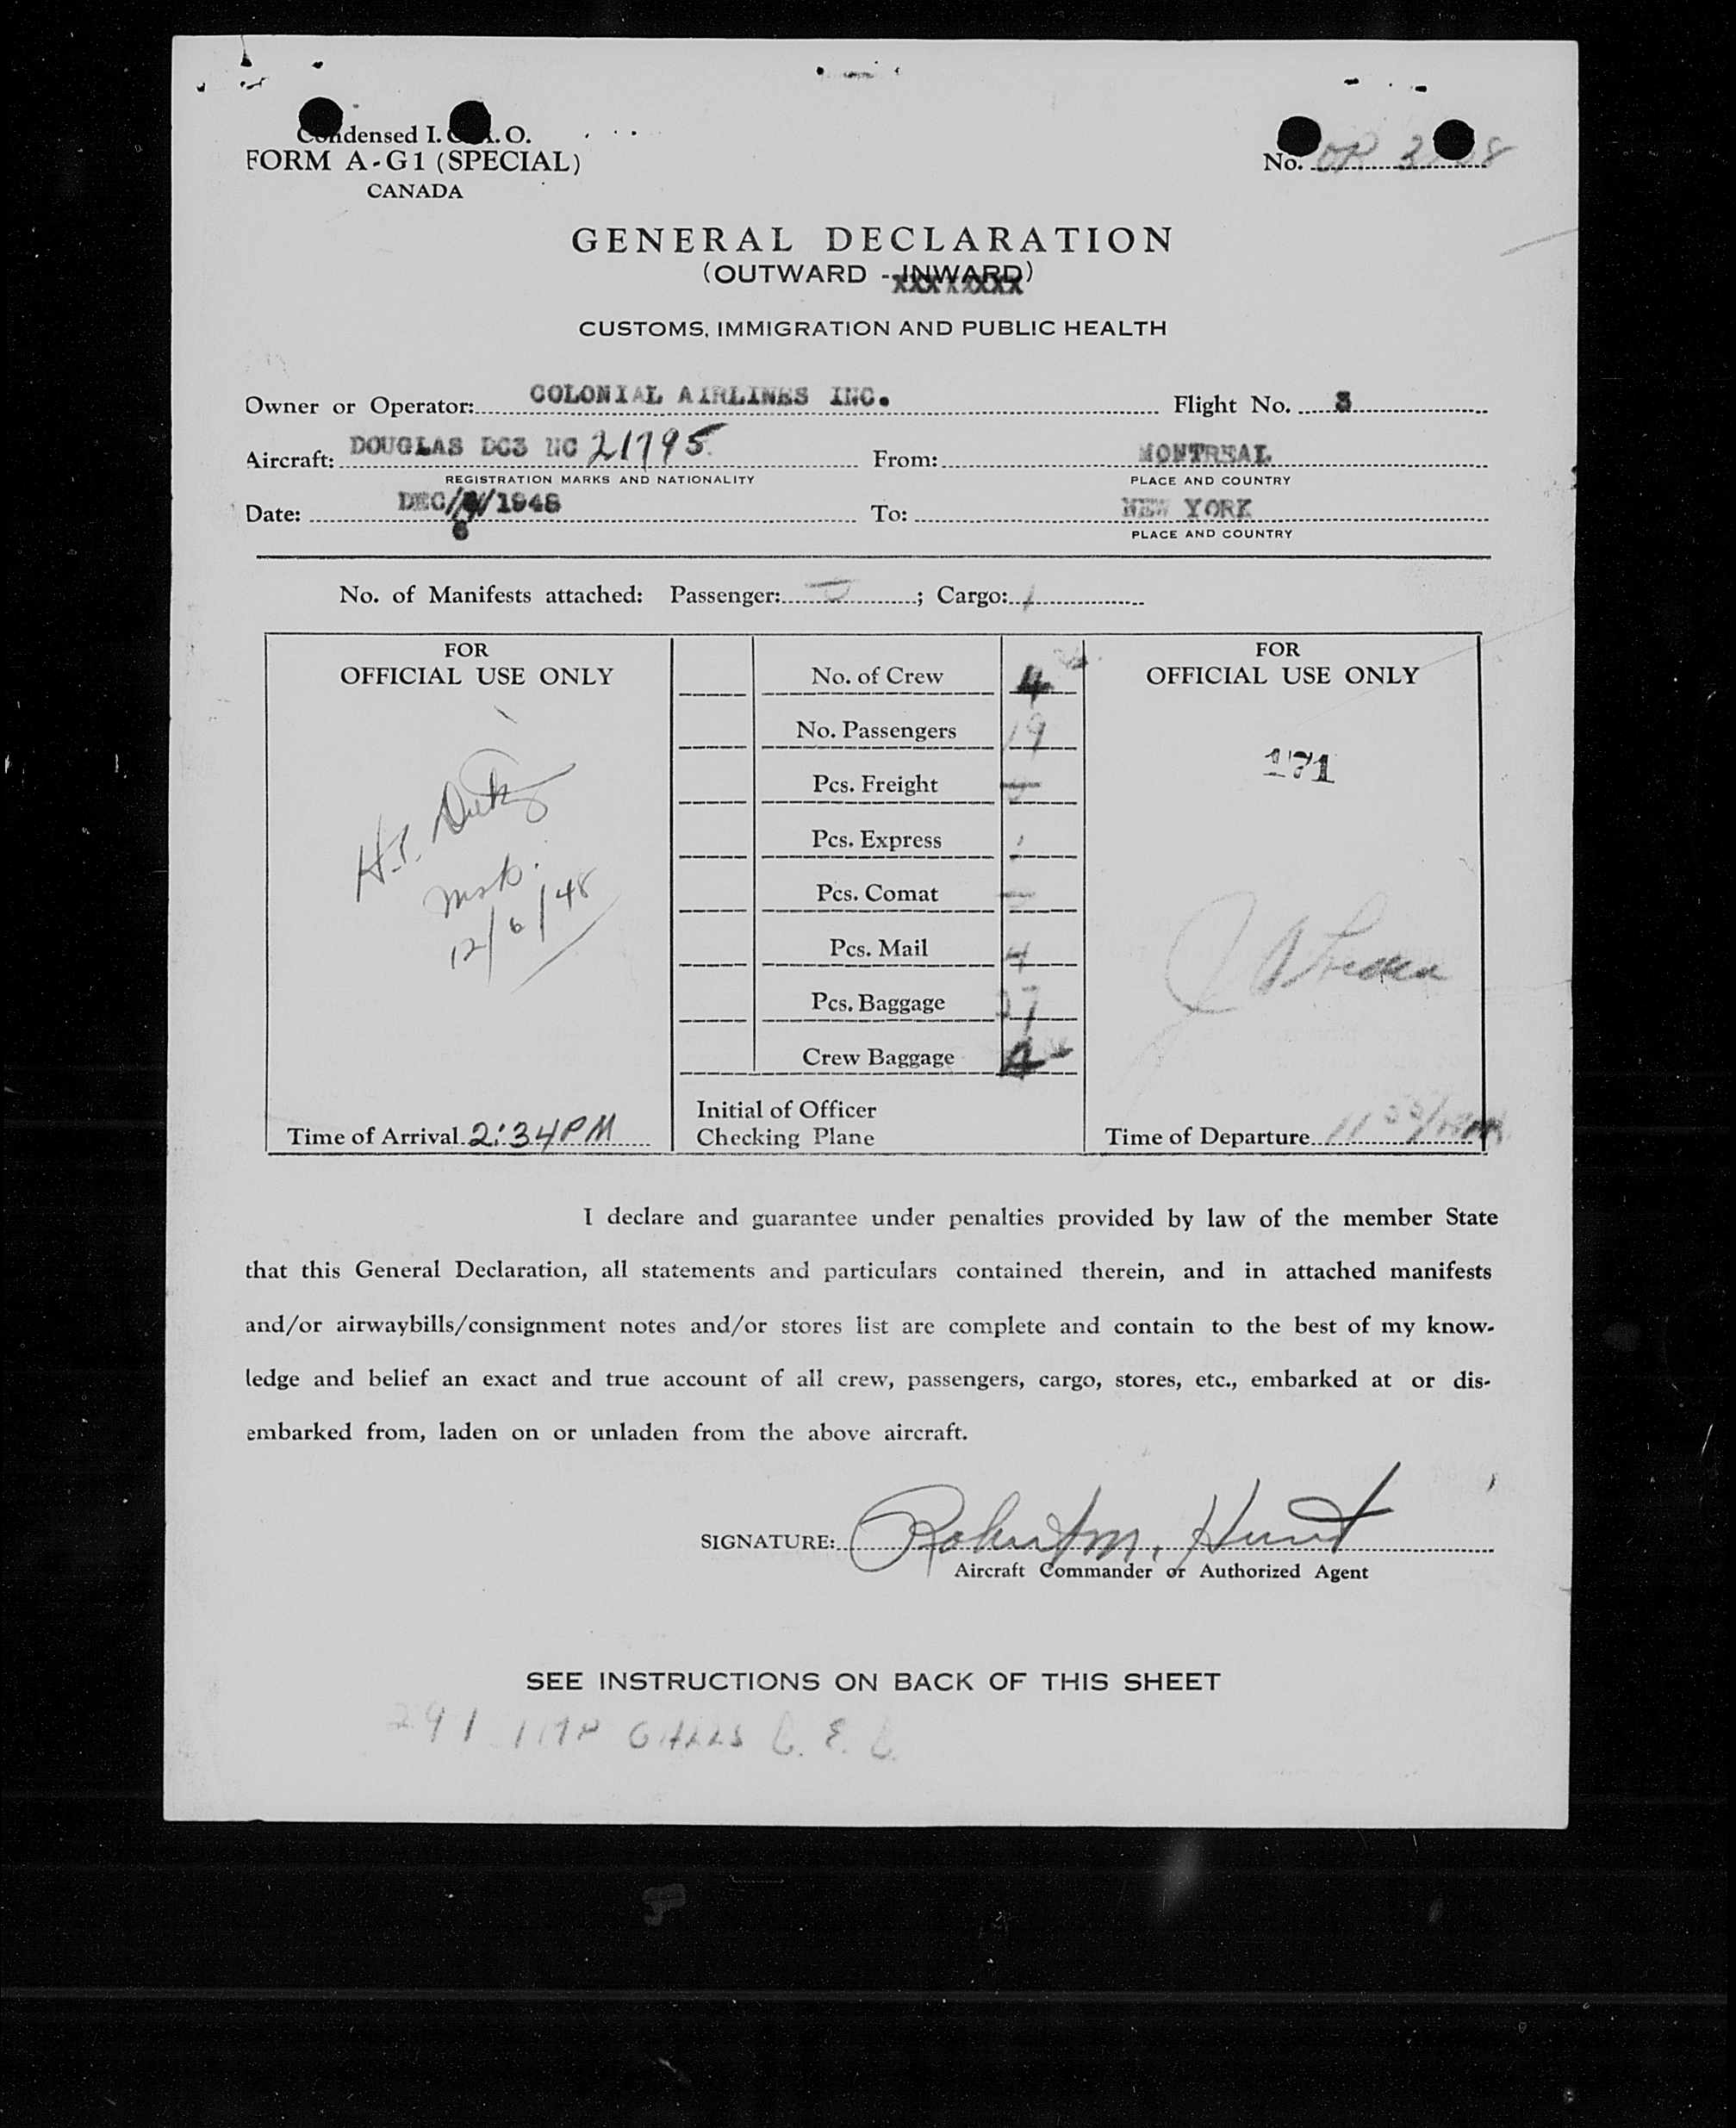 Condensed I.C.A.O.
FORM A-G1 (SPECIAL)
CANADA
No. OR
GENERAL DECLARATION
(OUTWARD - INWARD)
XXXXXXXX
CUSTOMS, IMMIGRATION AND PUBLIC HEALTH
Owner or Operator: COLONIAL AIRLINES INC. Flight No. 3
Aircraft: DOUGLAS DC3 NC 21795 From: MONTREAL
REGISTRATION MARKS AND NATIONALITY PLACE AND COUNTRY
Date: DEC/ 6 /1948 To: NEW YORK
PLACE AND COUNTRY
No. of Manifests attached: Passenger: ; Cargo: 1
FOR OFFICIAL USE ONLY
H.P.
12/6/48
Time of Arrival 2:34 PM
No. of Crew 4
No. Passengers 19
Pcs. Freight
Pcs. Express 1
Pcs. Comat
Pcs. Mail 4
Pcs. Baggage
Crew Baggage 4
Initial of Officer
Checking Plane
FOR OFFICIAL USE ONLY
171
Time of Departure 11
I declare and guarantee under penalties provided by law of the member State
that this General Declaration, all statements and particulars contained therein, and in attached manifests
and/or airwaybills/consignment notes and/or stores list are complete and contain to the best of my know-
ledge and belief an exact and true account of all crew, passengers, cargo, stores, etc., embarked at or dis-
embarked from, laden on or unladen from the above aircraft.
SIGNATURE: Robert M. Hunt
Aircraft Commander or Authorized Agent
SEE INSTRUCTIONS ON BACK OF THIS SHEET
291 GALLS